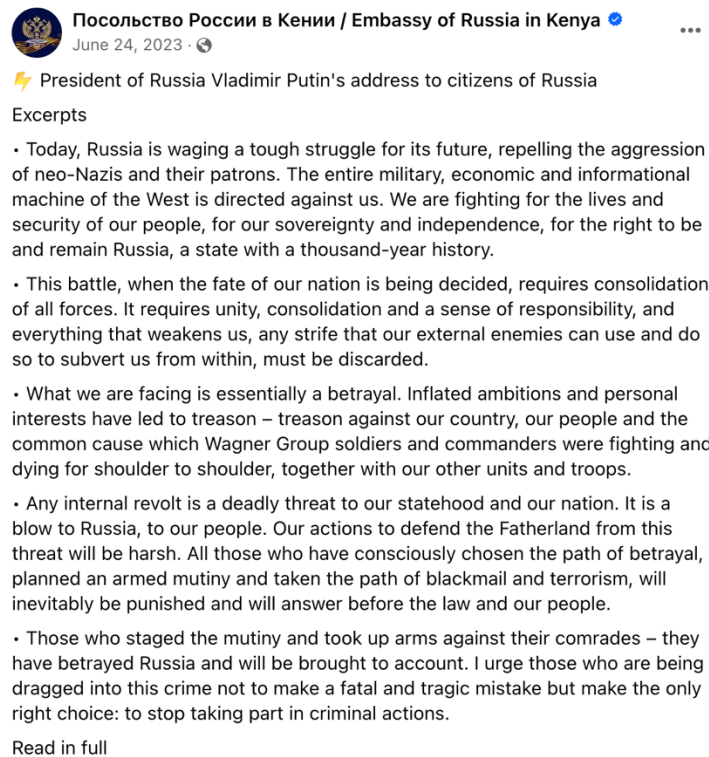 Посольство России в Кении / Embassy of Russia in Kenya
June 24, 2023 ·
⚡ President of Russia Vladimir Putin's address to citizens of Russia
Excerpts
• Today, Russia is waging a tough struggle for its future, repelling the aggression
of neo-Nazis and their patrons. The entire military, economic and informational
machine of the West is directed against us. We are fighting for the lives and
security of our people, for our sovereignty and independence, for the right to be
and remain Russia, a state with a thousand-year history.
• This battle, when the fate of our nation is being decided, requires consolidation
of all forces. It requires unity, consolidation and a sense of responsibility, and
everything that weakens us, any strife that our external enemies can use and do
so to subvert us from within, must be discarded.
• What we are facing is essentially a betrayal. Inflated ambitions and personal
interests have led to treason – treason against our country, our people and the
common cause which Wagner Group soldiers and commanders were fighting and
dying for shoulder to shoulder, together with our other units and troops.
• Any internal revolt is a deadly threat to our statehood and our nation. It is a
blow to Russia, to our people. Our actions to defend the Fatherland from this
threat will be harsh. All those who have consciously chosen the path of betrayal,
planned an armed mutiny and taken the path of blackmail and terrorism, will
inevitably be punished and will answer before the law and our people.
• Those who staged the mutiny and took up arms against their comrades – they
have betrayed Russia and will be brought to account. I urge those who are being
dragged into this crime not to make a fatal and tragic mistake but make the only
right choice: to stop taking part in criminal actions.
Read in full